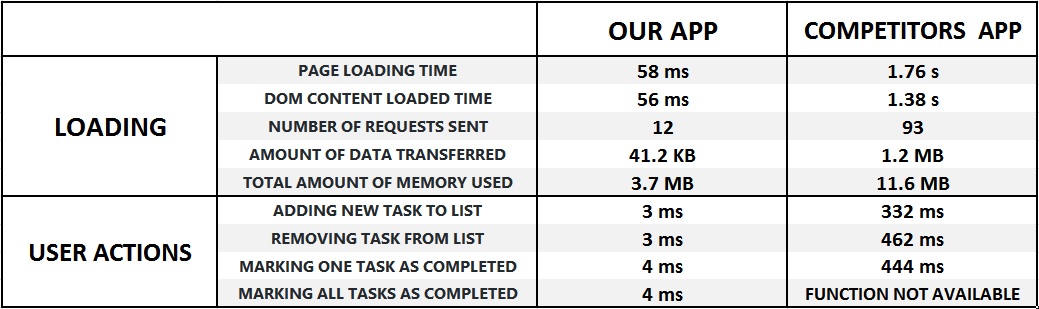 OUR APP COMPETITORS APP
LOADING
PAGE LOADING TIME 58 ms 1.76 s
DOM CONTENT LOADED TIME 56 ms 1.38 s
NUMBER OF REQUESTS SENT 12 93
AMOUNT OF DATA TRANSFERRED 41.2 KB 1.2 MB
TOTAL AMOUNT OF MEMORY USED 3.7 MB 11.6 MB
USER ACTIONS
ADDING NEW TASK TO LIST 3 ms 332 ms
REMOVING TASK FROM LIST 3 ms 462 ms
MARKING ONE TASK AS COMPLETED 4 ms 444 ms
MARKING ALL TASKS AS COMPLETED 4 ms FUNCTION NOT AVAILABLE